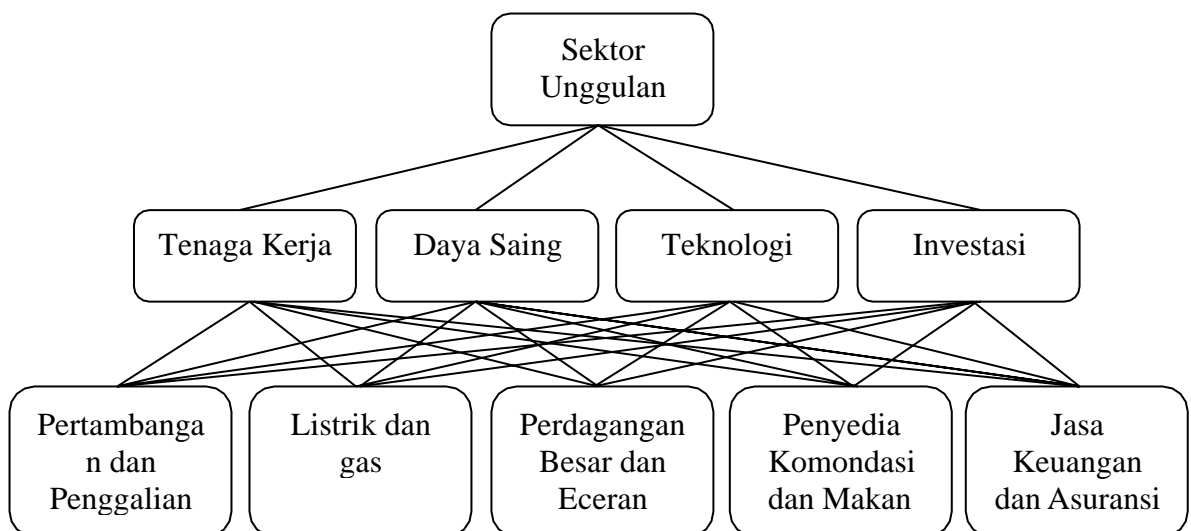 Sektor
Unggulan
Tenaga Kerja
Daya Saing
Teknologi
Investasi
Pertambanga
n dan
Penggalian
Listrik dan
gas
Perdagangan
Besar dan
Eceran
Penyedia
Komondasi
dan Makan
Jasa
Keuangan
dan Asuransi